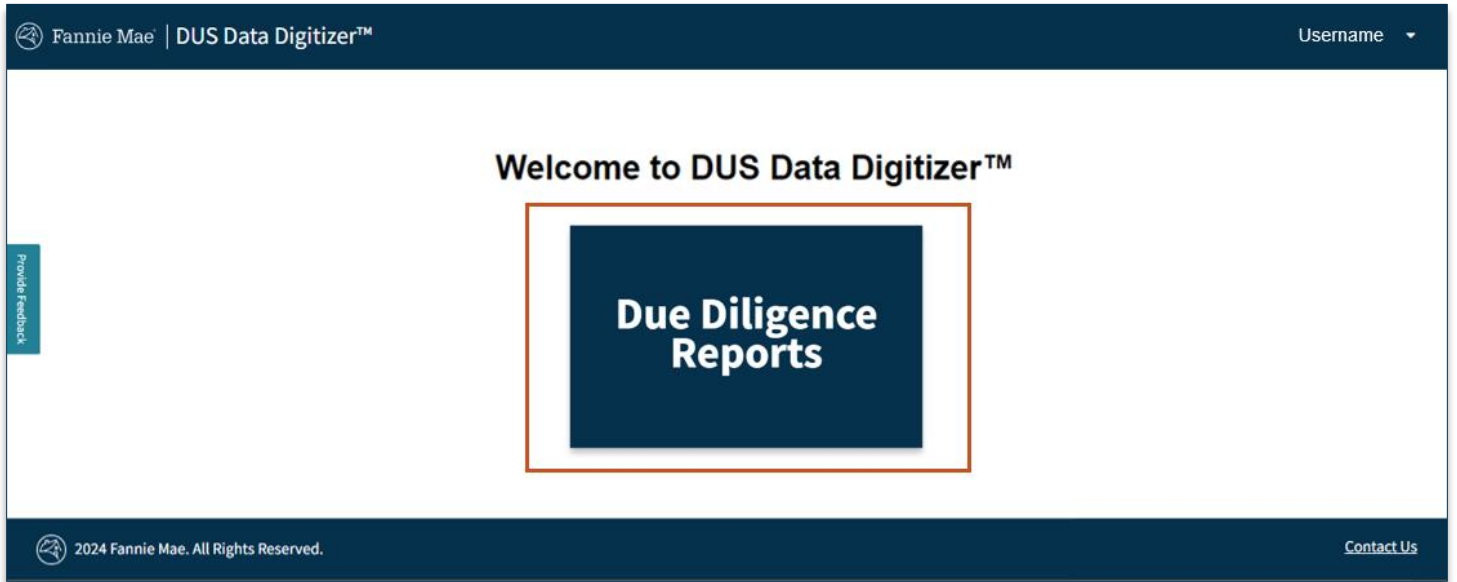 Fannie Mae | DUS Data Digitizer™
Username
Welcome to DUS Data Digitizer™
Provide Feedback
Due Diligence
Reports
2024 Fannie Mae. All Rights Reserved.
Contact Us